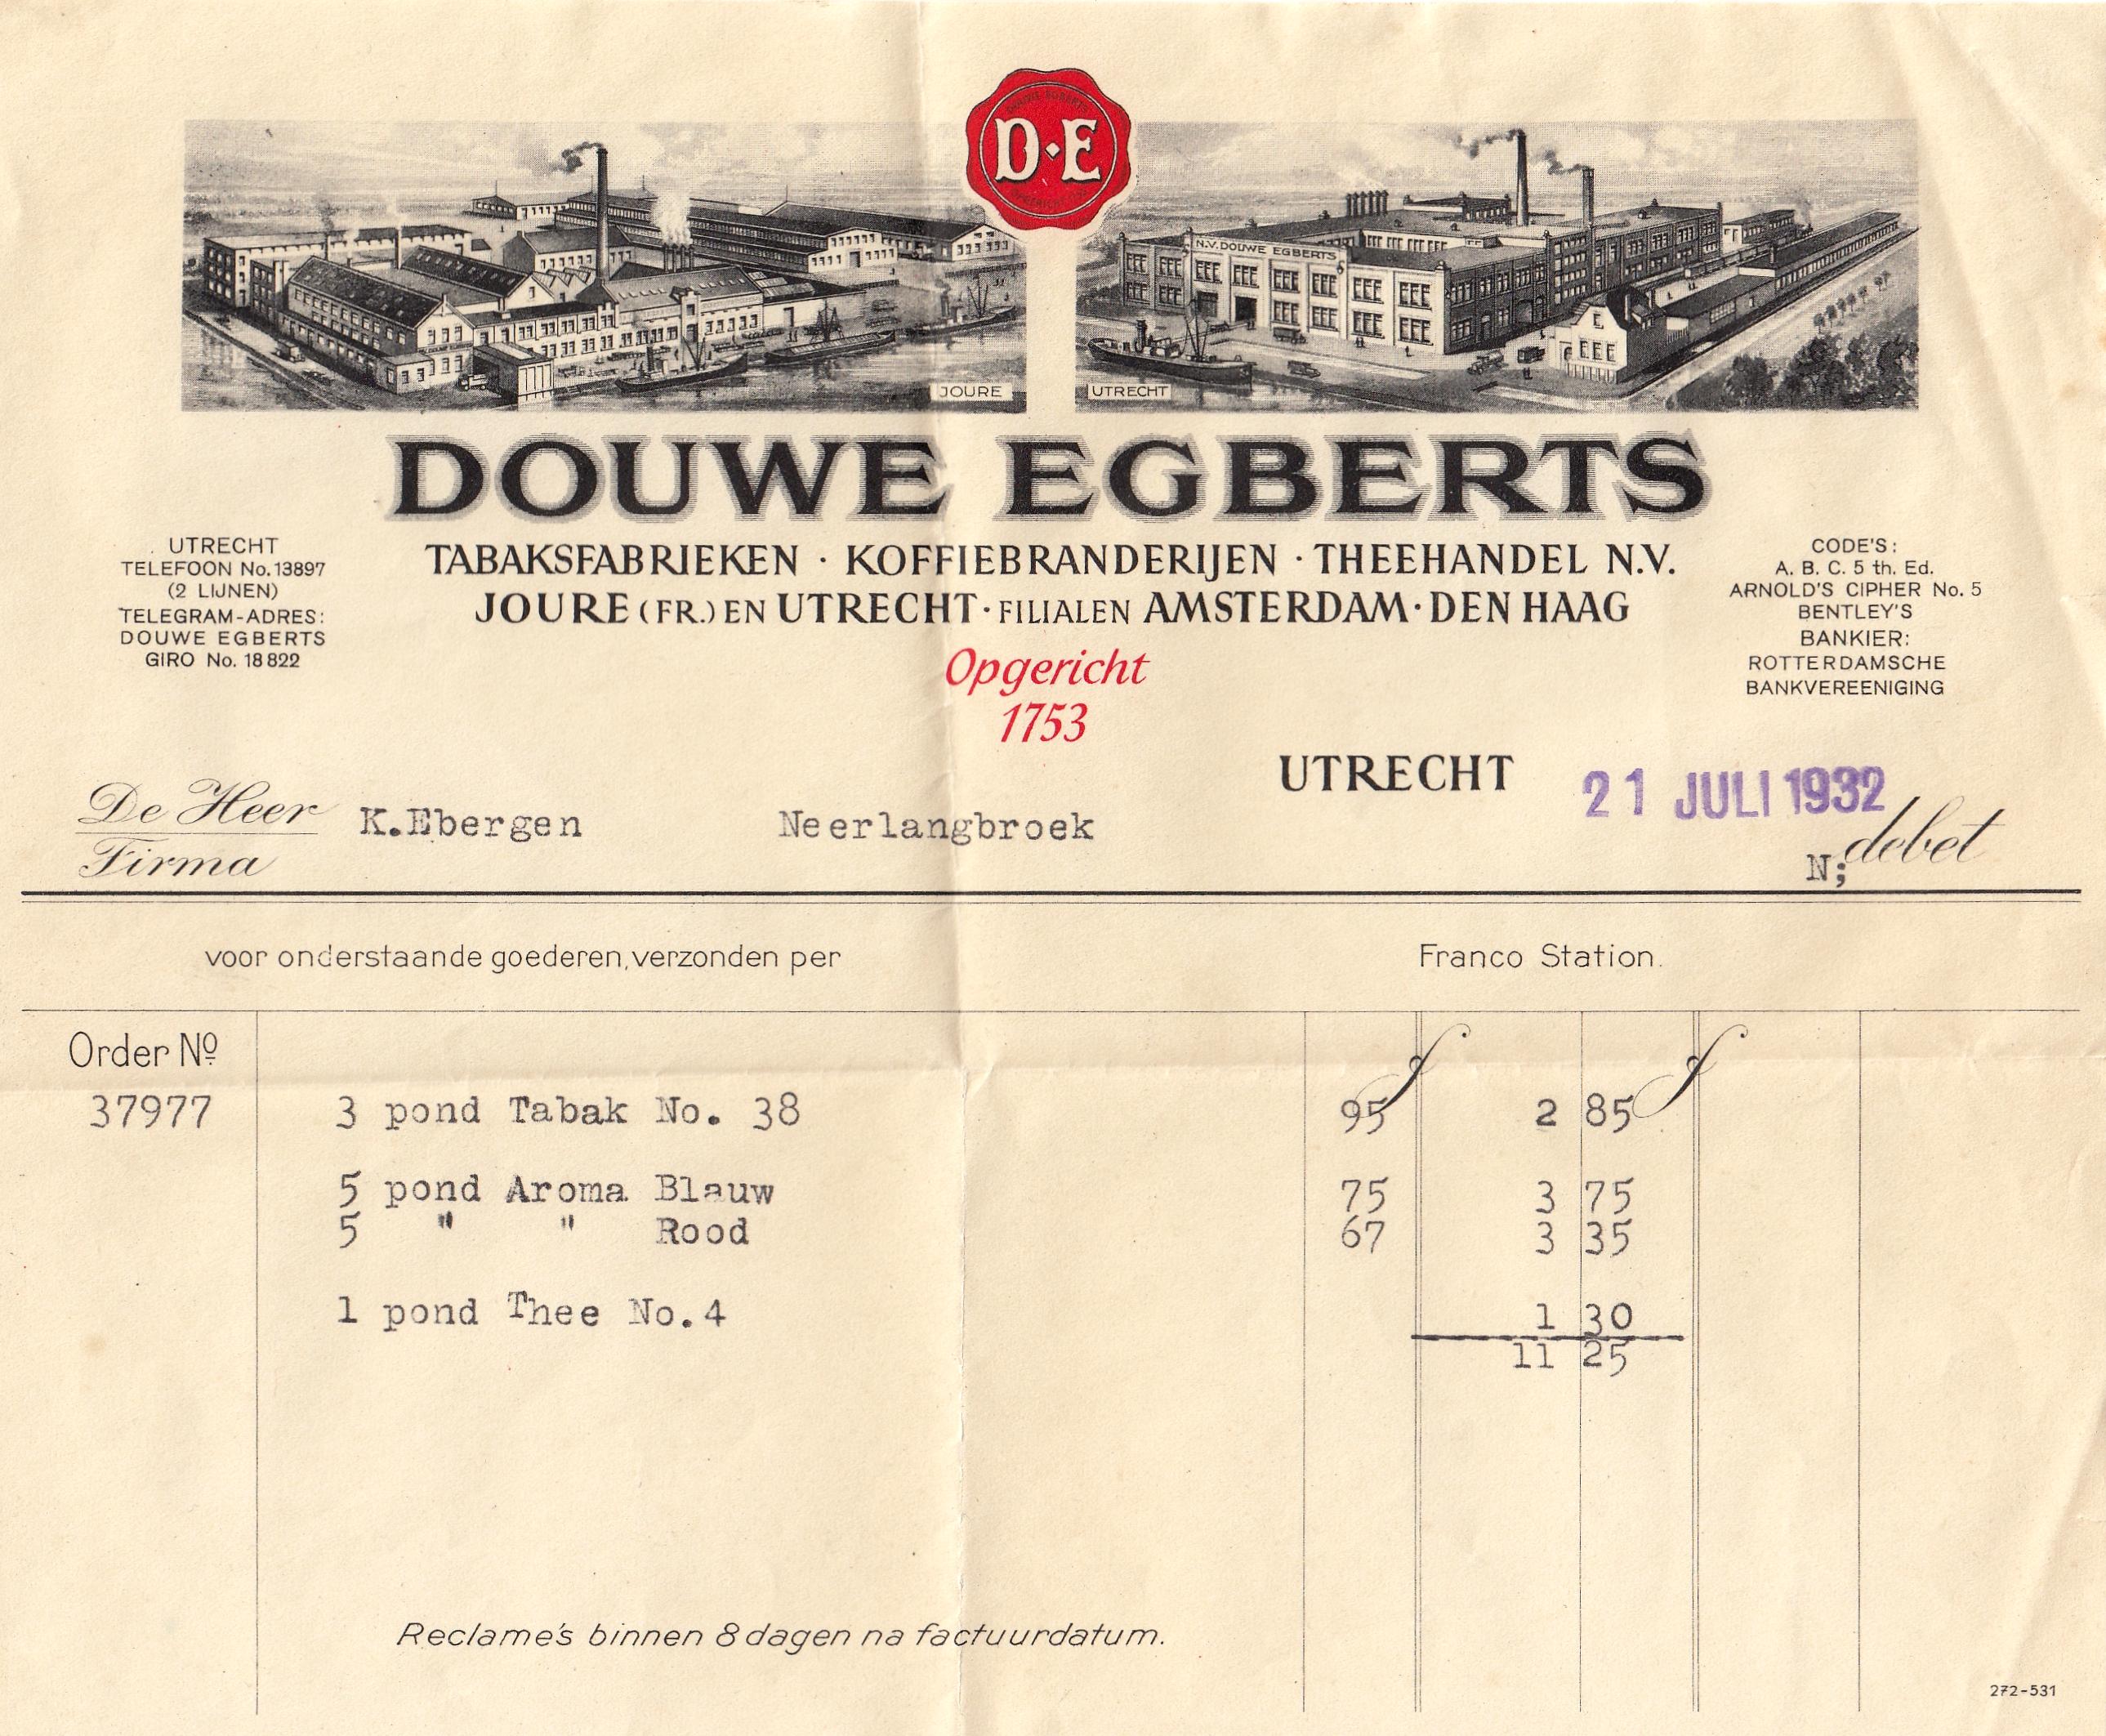 D·E
N.V. DOUWE EGBERTS
JOURE
UTRECHT
DOUWE EGBERTS
TABAKSFABRIEKEN · KOFFIEBRANDERIJEN · THEEHANDEL N.V.
JOURE (FR.) EN UTRECHT · FILIALEN AMSTERDAM · DEN HAAG
Opgericht
1753
UTRECHT
TELEFOON No. 13897
(2 LIJNEN)
TELEGRAM-ADRES:
DOUWE EGBERTS
GIRO No. 18822
CODE'S:
A. B. C. 5 th. Ed.
ARNOLD'S CIPHER No. 5
BENTLEY'S
BANKIER:
ROTTERDAMSCHE
BANKVEREENIGING
UTRECHT 21 JULI 1932
De Heer K.Ebergen Neerlangbroek
Firma
N; debet
voor onderstaande goederen, verzonden per Franco Station.
Order No f f
37977 3 pond Tabak No. 38 95 2 85
5 pond Aroma Blauw 75 3 75
5 " " Rood 67 3 35
1 pond Thee No.4 1 30
11 25
Reclame's binnen 8 dagen na factuurdatum.
272-531